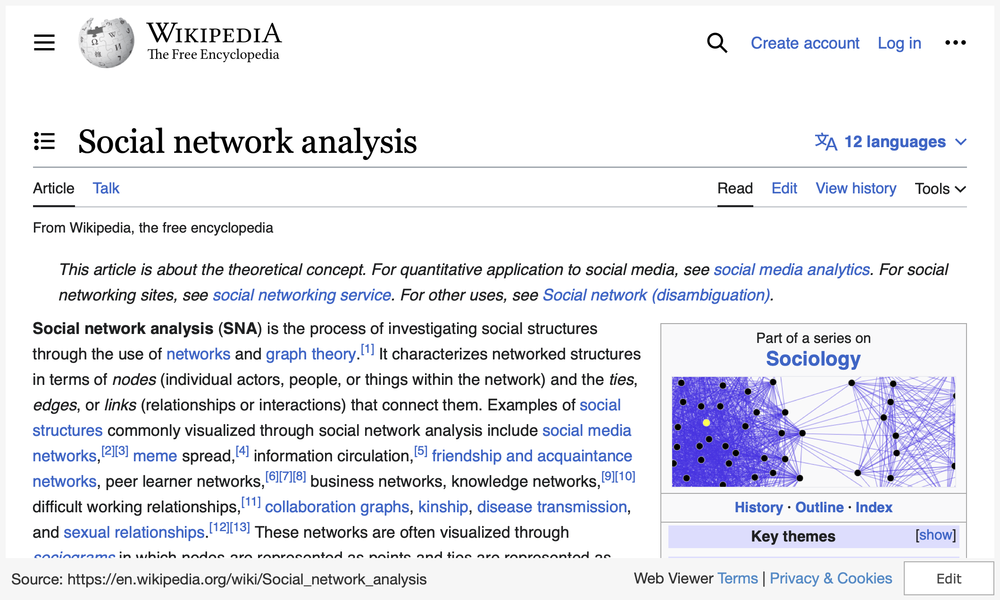 WIKIPEDIA
The Free Encyclopedia
Create account Log in
Social network analysis
12 languages
Article Talk
Read Edit View history Tools
From Wikipedia, the free encyclopedia
This article is about the theoretical concept. For quantitative application to social media, see social media analytics. For social
networking sites, see social networking service. For other uses, see Social network (disambiguation).
Social network analysis (SNA) is the process of investigating social structures
through the use of networks and graph theory.[1] It characterizes networked structures
in terms of nodes (individual actors, people, or things within the network) and the ties,
edges, or links (relationships or interactions) that connect them. Examples of social
structures commonly visualized through social network analysis include social media
networks,[2][3] meme spread,[4] information circulation,[5] friendship and acquaintance
networks, peer learner networks,[6][7][8] business networks, knowledge networks,[9][10]
difficult working relationships,[11] collaboration graphs, kinship, disease transmission,
and sexual relationships.[12][13] These networks are often visualized through
sociograms in which nodes are represented as points and ties are represented as
Part of a series on
Sociology
History · Outline · Index
Key themes [show]
Source: https://en.wikipedia.org/wiki/Social_network_analysis
Web Viewer Terms | Privacy & Cookies
Edit